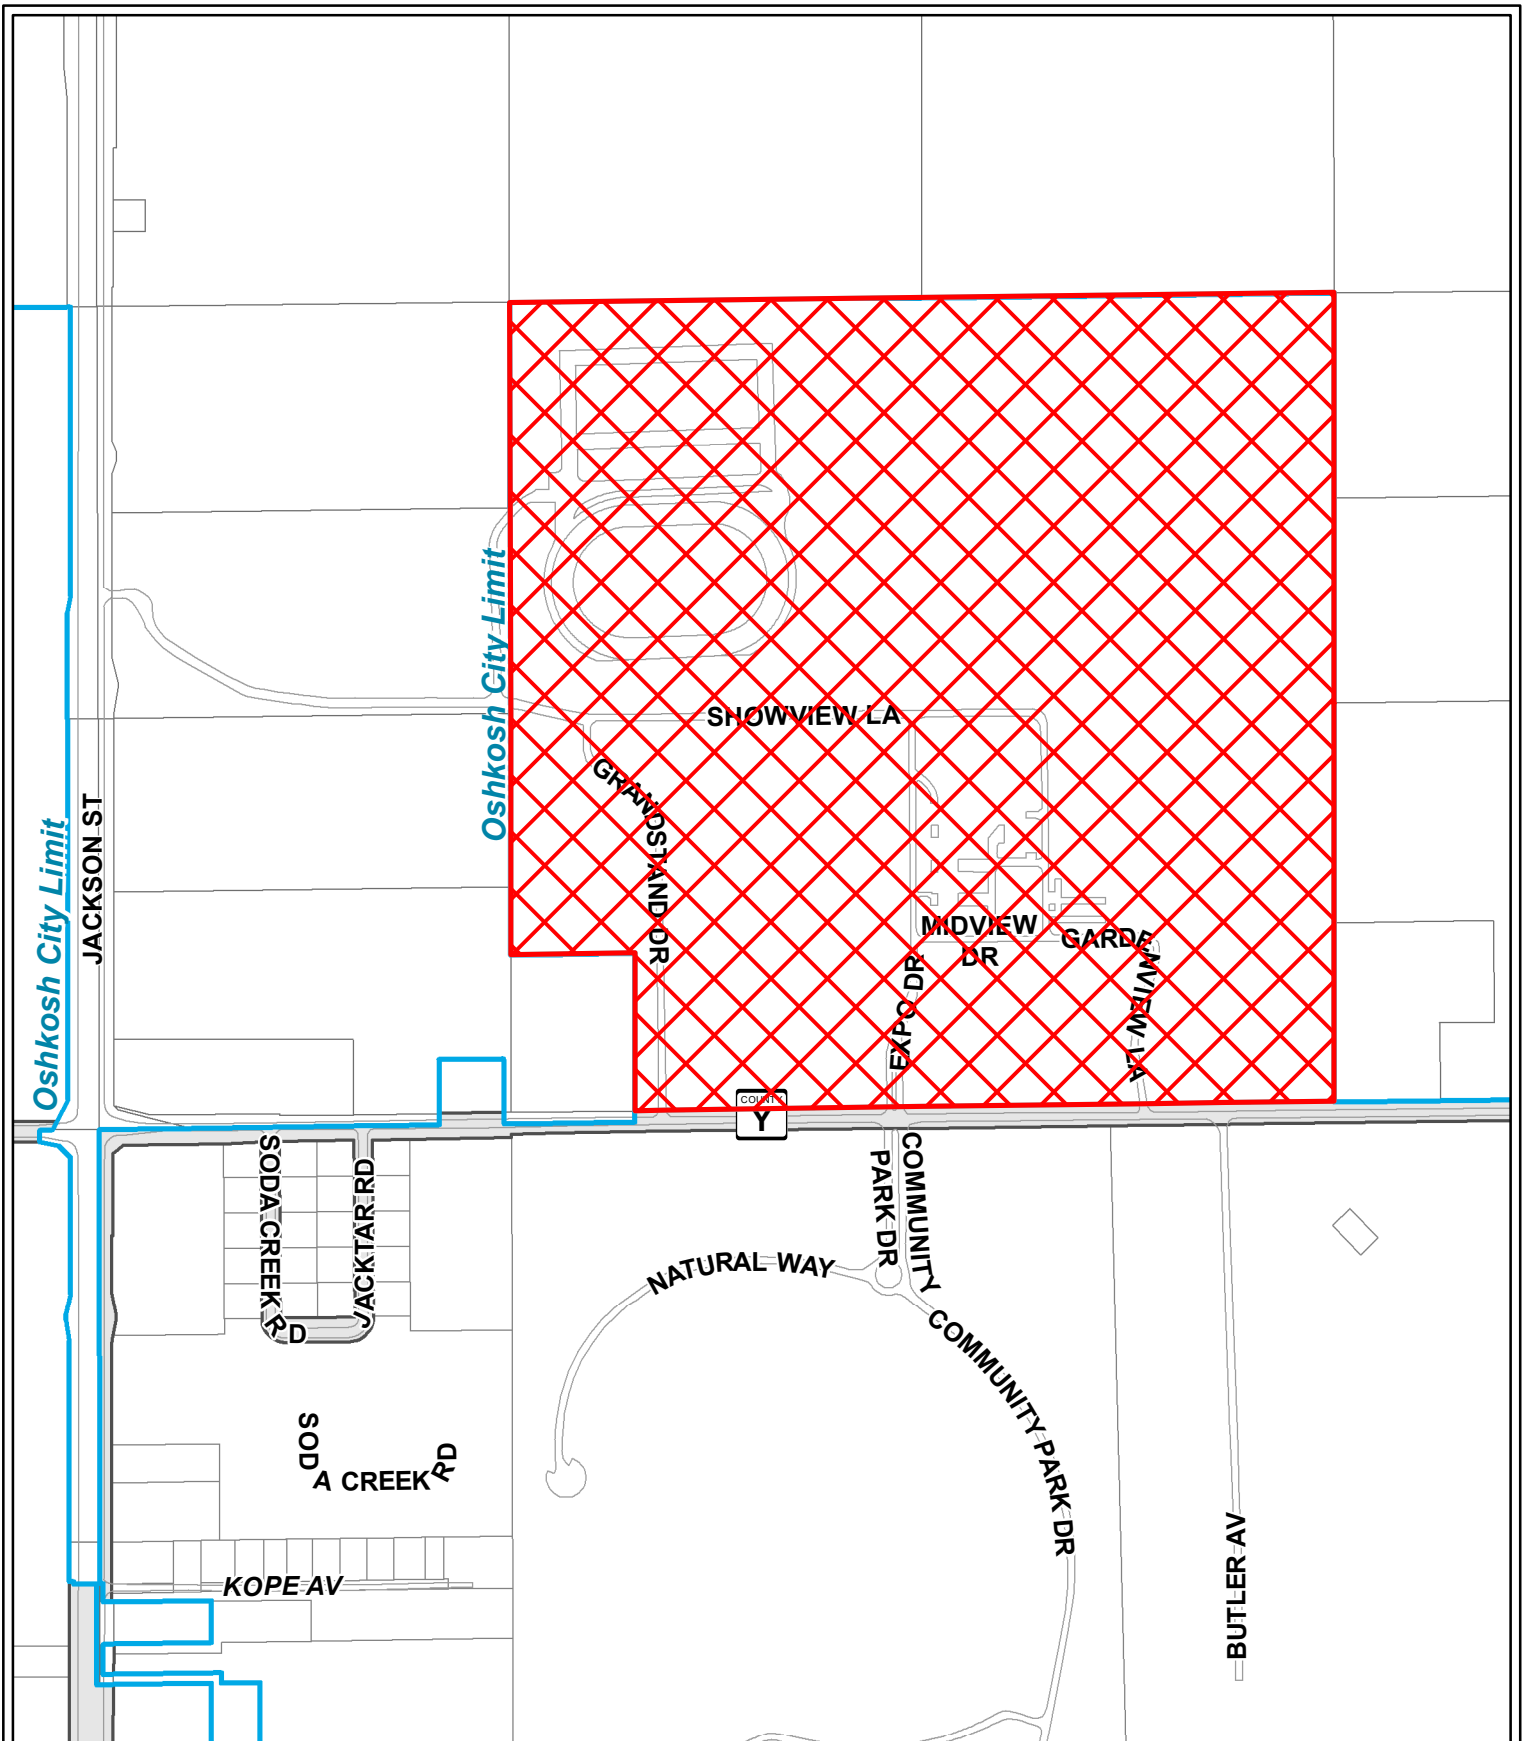 Oshkosh City Limit
SHOWVIEW LA
GRANDSTAND DR
Oshkosh City Limit
JACKSON ST
MIDVIEW
DR
GARDENVIEW LA
EXPO DR
COUNTY
Y
SODA CREEK RD
JACKTAR RD
COMMUNITY
PARK DR
NATURAL WAY
COMMUNITY PARK DR
SODA CREEK RD
KOPE AV
BUTLER AV